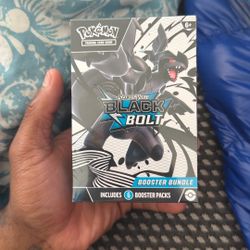 POKÉMON
TRADING CARD GAME
6+
BLACK
BOLT
BOOSTER BUNDLE
INCLUDES 6 BOOSTER PACKS